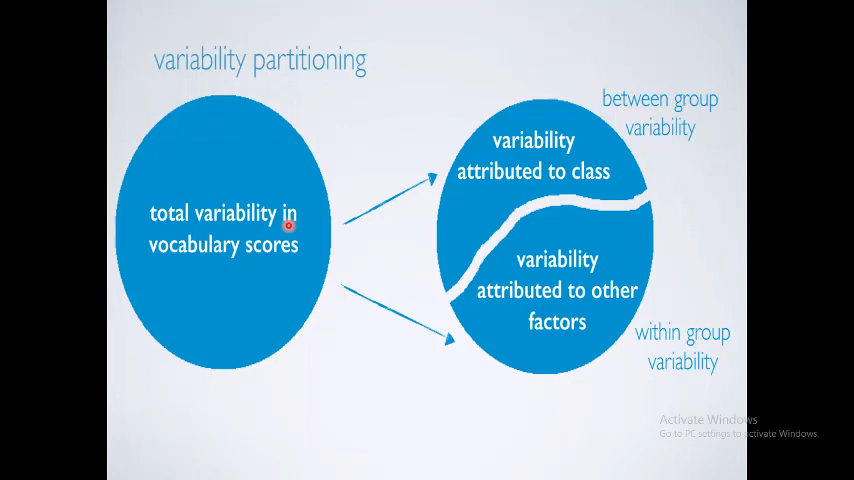 variability partitioning
total variability in
vocabulary scores
variability
attributed to class
between group
variability
variability
attributed to other
factors
within group
variability
Activate Windows
Go to PC settings to activate Windows.